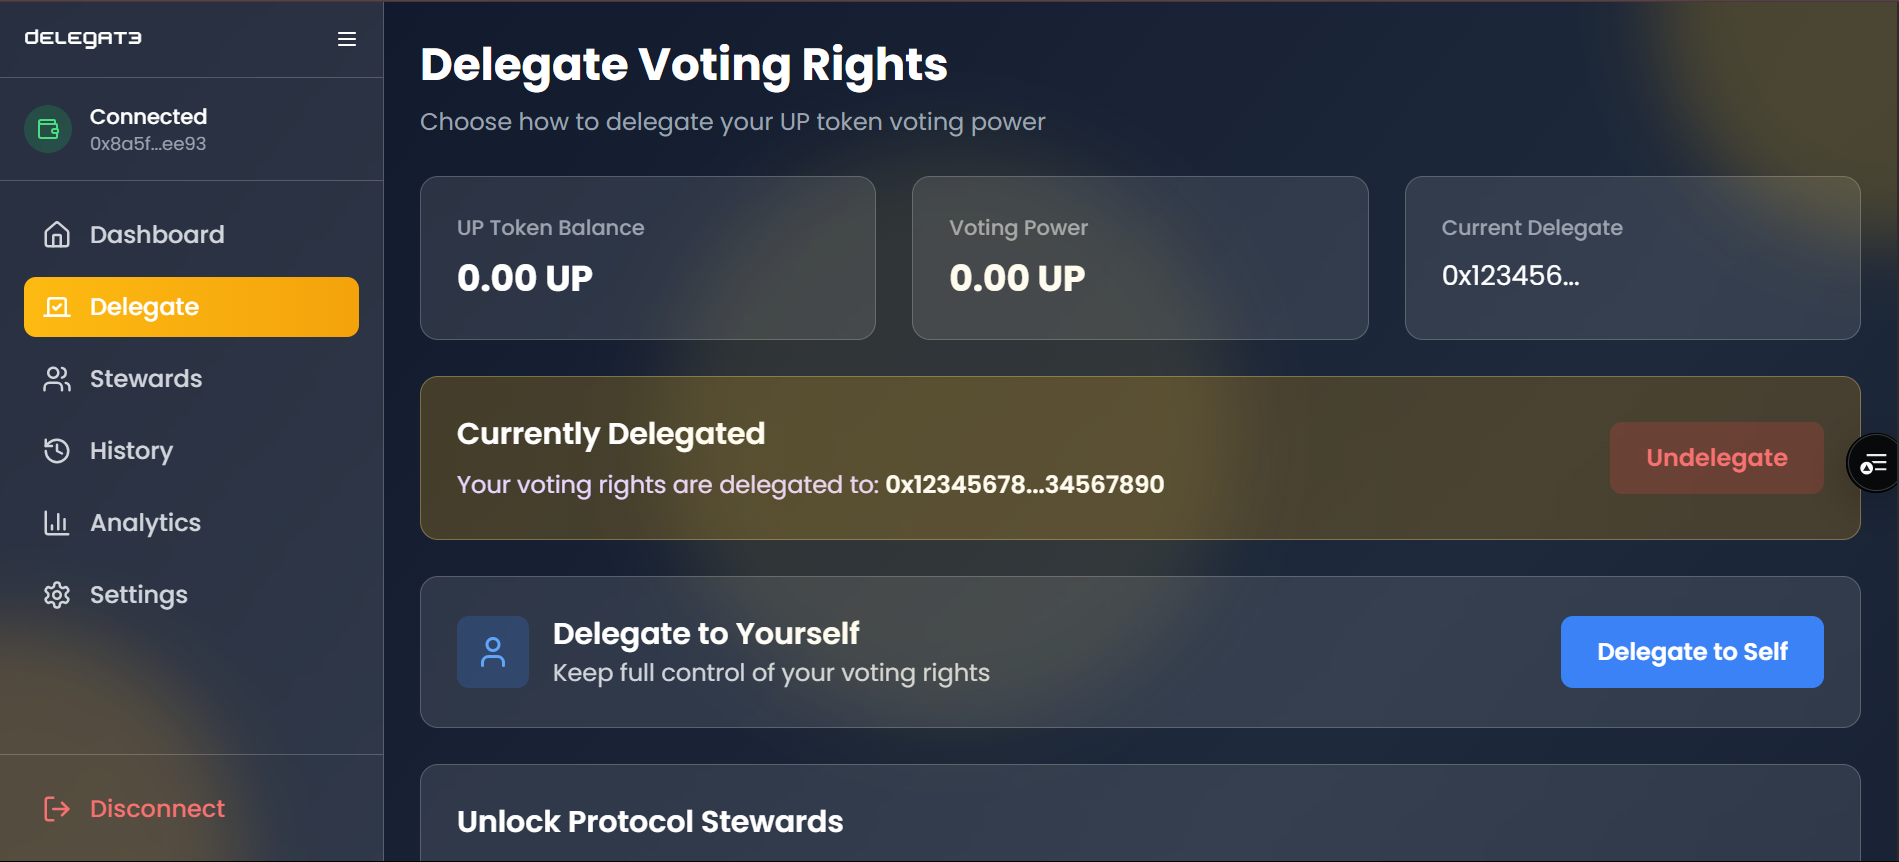 DELEGAT3
Connected
0x8a5f...ee93
Dashboard
Delegate
Stewards
History
Analytics
Settings
Disconnect
Delegate Voting Rights
Choose how to delegate your UP token voting power
UP Token Balance
0.00 UP
Voting Power
0.00 UP
Current Delegate
0x123456...
Currently Delegated
Your voting rights are delegated to: 0x12345678...34567890
Undelegate
Delegate to Yourself
Keep full control of your voting rights
Delegate to Self
Unlock Protocol Stewards